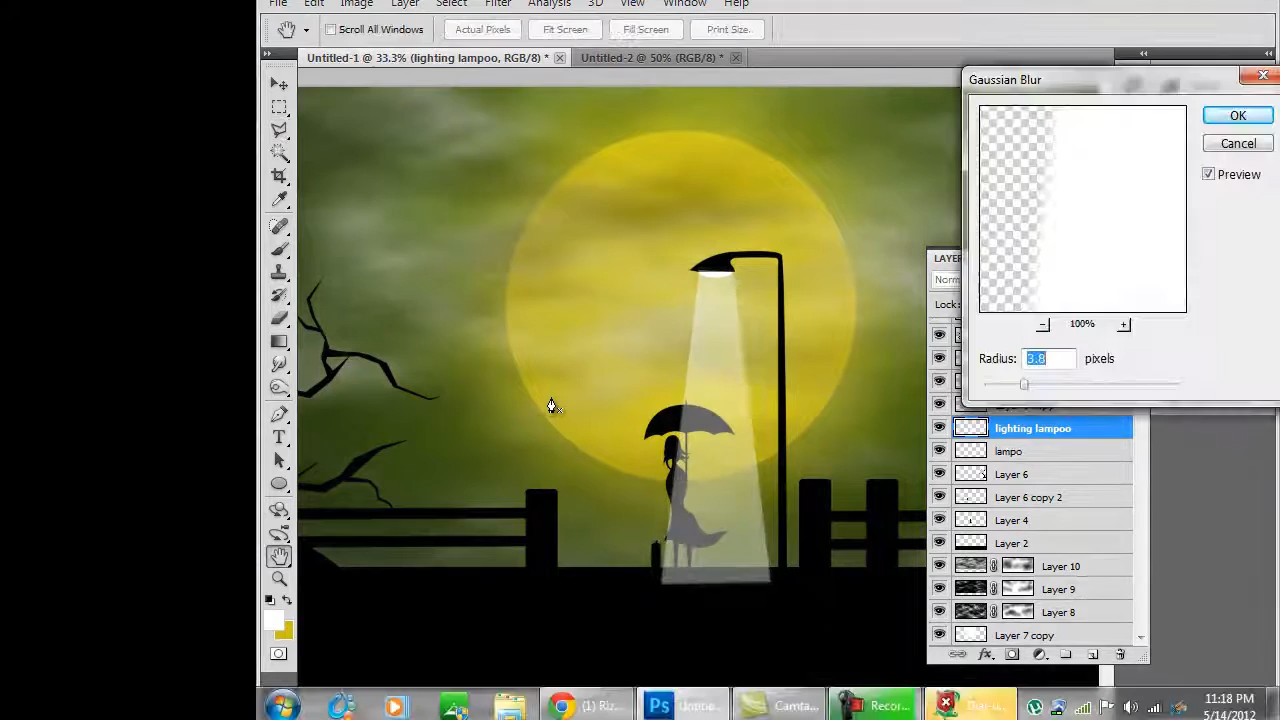 File Edit Image Layer Select Filter Analysis 3D View Window Help
Scroll All Windows Actual Pixels Fit Screen Fill Screen Print Size
Untitled-1 @ 33.3% (lighting lampoo, RGB/8) * Untitled-2 @ 50% (RGB/8) *
Gaussian Blur
OK
Cancel
Preview
100%
Radius: 3.8 pixels
LAYER
Norm
Lock:
lighting lampoo
lampo
Layer 6
Layer 6 copy 2
Layer 4
Layer 2
Layer 10
Layer 9
Layer 8
Layer 7 copy
fx
T
(1) Riz
Ps Untitle
Camta
Recor
11:18 PM
5/14/2012